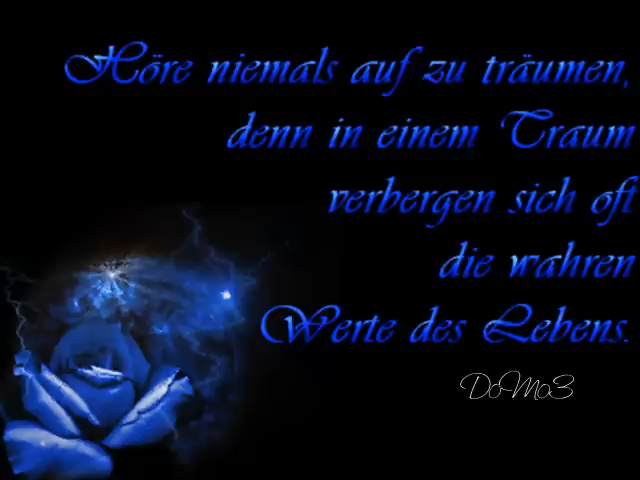 Höre niemals auf zu träumen,
denn in einem Traum
verbergen sich oft
die wahren
Werte des Lebens.
DoMo3